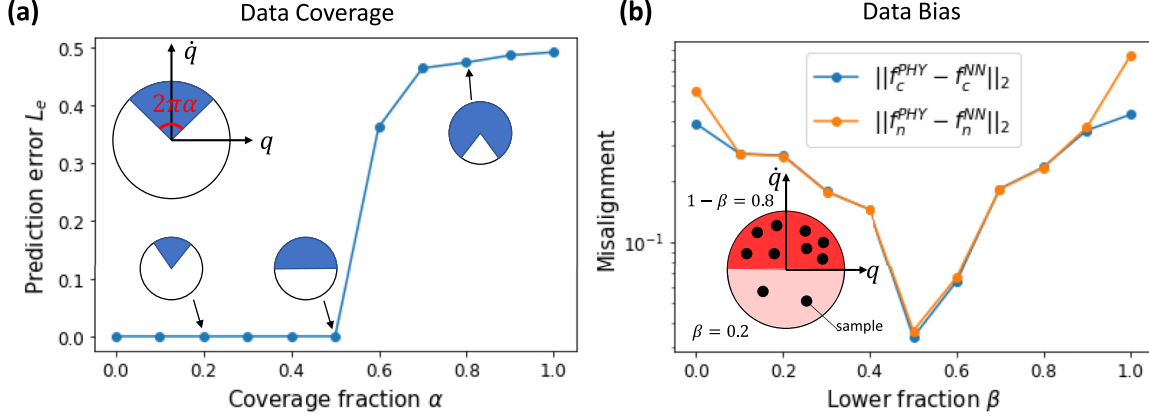 (a)
Data Coverage
Prediction error Lₑ
0.5
0.4
0.3
0.2
0.1
0.0
q̇
2πα
q
0.0 0.2 0.4 0.6 0.8 1.0
Coverage fraction α
(b)
Data Bias
Misalignment
10⁻¹
||f_c^{PHY} − f_c^{NN}||₂
||f_n^{PHY} − f_n^{NN}||₂
q̇
1 − β = 0.8
q
β = 0.2
sample
0.0 0.2 0.4 0.6 0.8 1.0
Lower fraction β